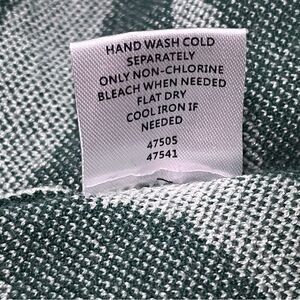 HAND WASH COLD
SEPARATELY
ONLY NON-CHLORINE
BLEACH WHEN NEEDED
FLAT DRY
COOL IRON IF
NEEDED
47505
47541